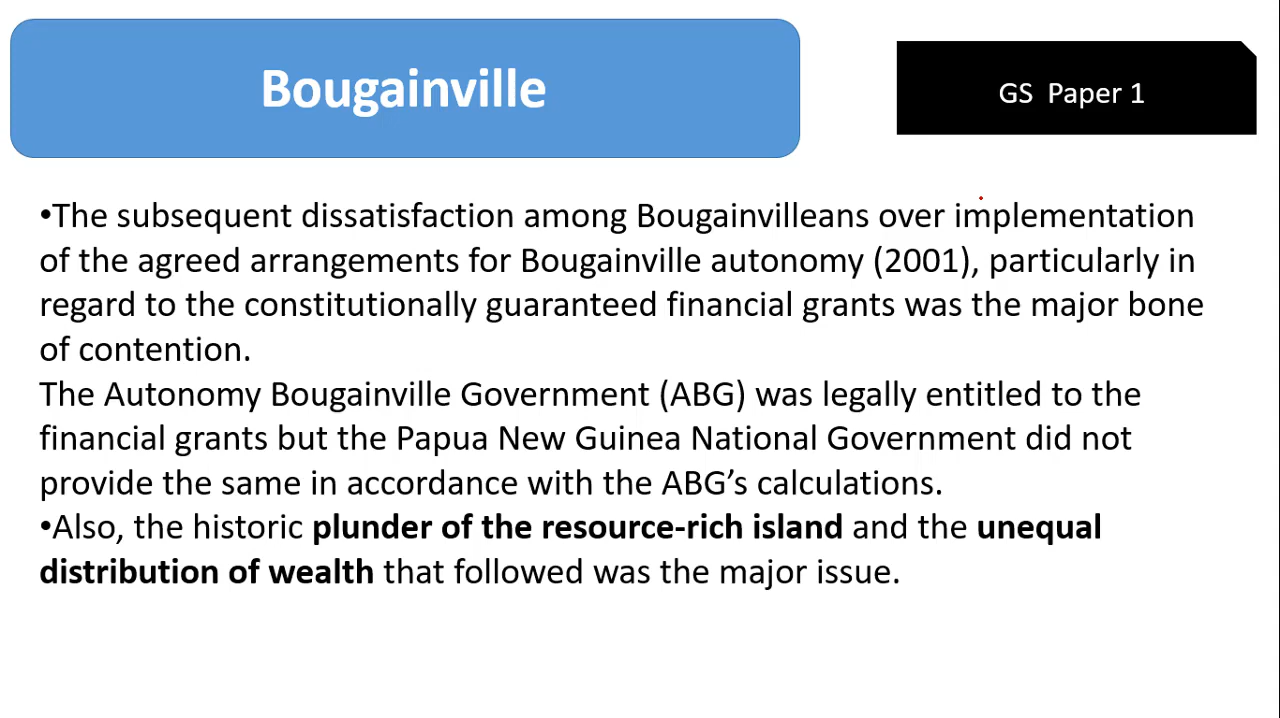 Bougainville
GS Paper 1
•The subsequent dissatisfaction among Bougainvilleans over implementation
of the agreed arrangements for Bougainville autonomy (2001), particularly in
regard to the constitutionally guaranteed financial grants was the major bone
of contention.
The Autonomy Bougainville Government (ABG) was legally entitled to the
financial grants but the Papua New Guinea National Government did not
provide the same in accordance with the ABG’s calculations.
•Also, the historic plunder of the resource-rich island and the unequal
distribution of wealth that followed was the major issue.